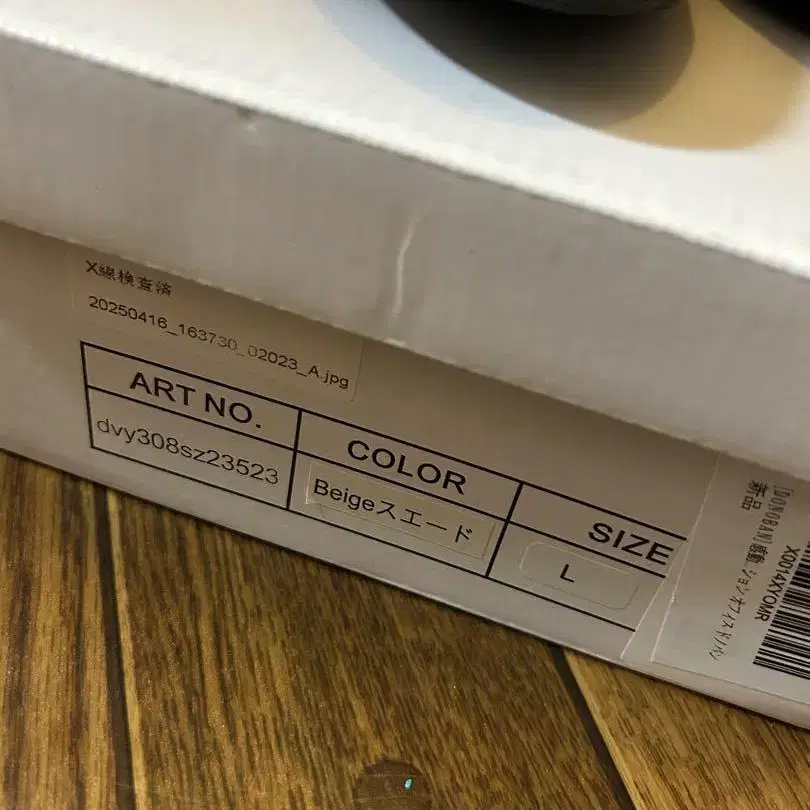 X線検査済
20250416_163730_02023_A.jpg
ART NO.
COLOR
SIZE
dvy308sz23523
Beigeスエード
L
[DONOBAN]
新品
X0014XYOMR